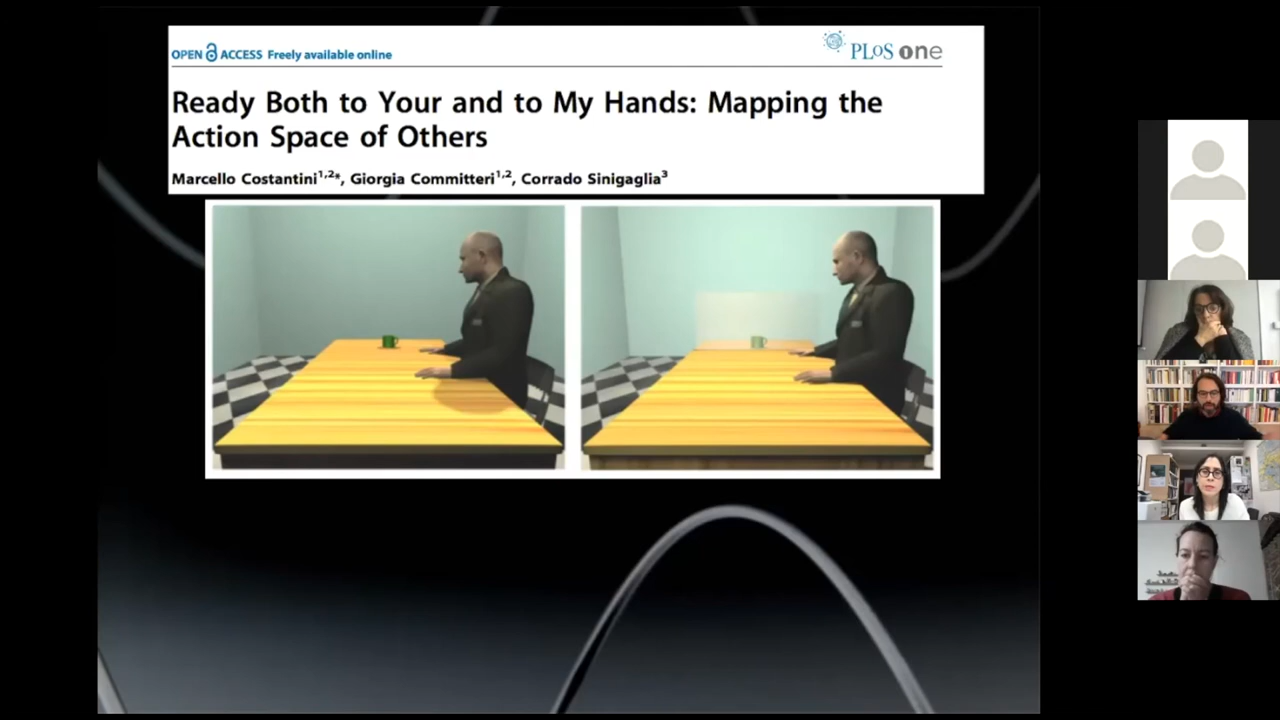 OPEN ACCESS Freely available online
PLoS one
Ready Both to Your and to My Hands: Mapping the
Action Space of Others
Marcello Costantini1,2*, Giorgia Committeri1,2, Corrado Sinigaglia3